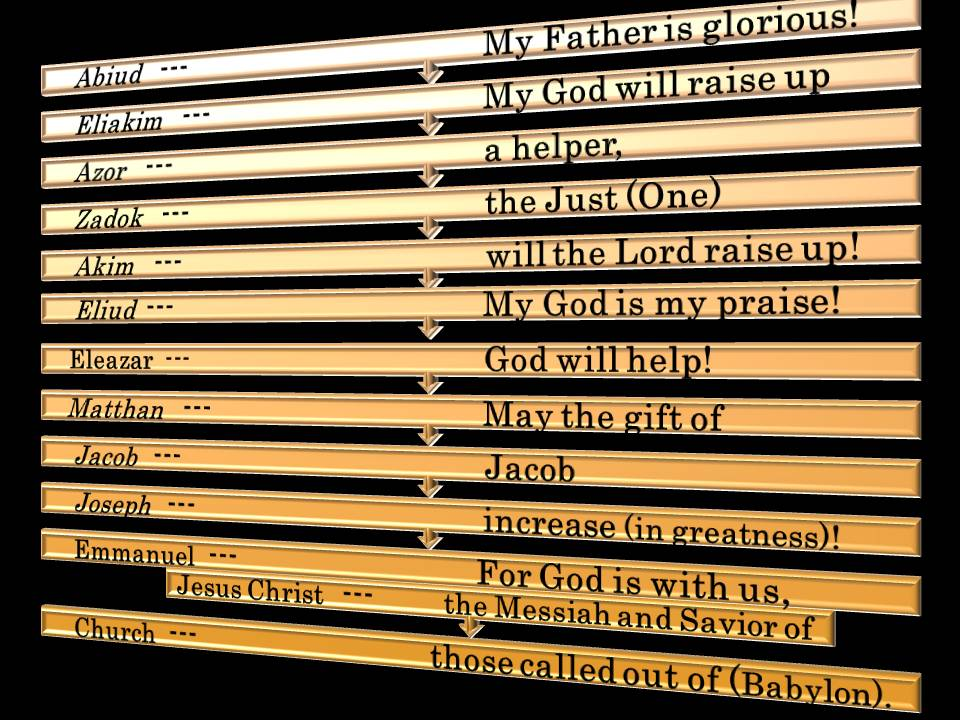 Abiud --- My Father is glorious!
Eliakim --- My God will raise up
Azor --- a helper,
Zadok --- the Just (One)
Akim --- will the Lord raise up!
Eliud --- My God is my praise!
Eleazar --- God will help!
Matthan --- May the gift of
Jacob --- Jacob
Joseph --- increase (in greatness)!
Emmanuel --- For God is with us,
Jesus Christ --- the Messiah and Savior of
Church --- those called out of (Babylon).